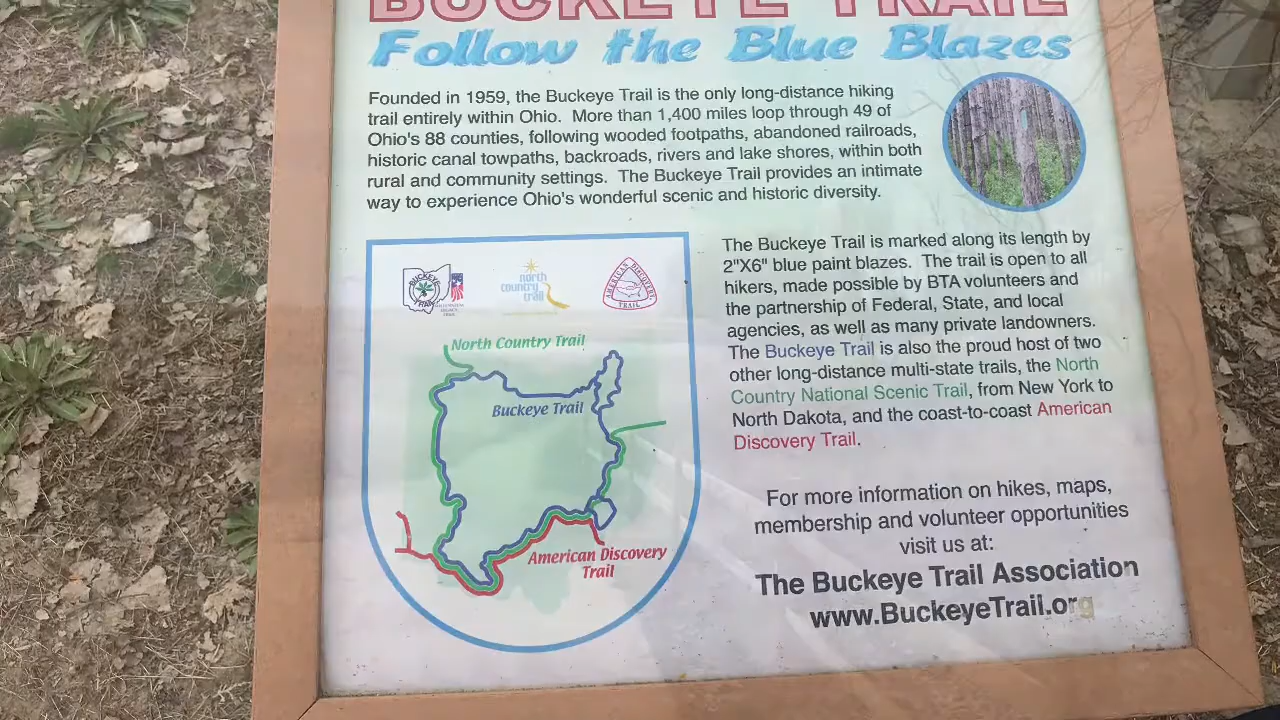 BUCKEYE TRAIL
Follow the Blue Blazes
Founded in 1959, the Buckeye Trail is the only long-distance hiking
trail entirely within Ohio. More than 1,400 miles loop through 49 of
Ohio's 88 counties, following wooded footpaths, abandoned railroads,
historic canal towpaths, backroads, rivers and lake shores, within both
rural and community settings. The Buckeye Trail provides an intimate
way to experience Ohio's wonderful scenic and historic diversity.
BUCKEYE
TRAIL
north
country
trail
AMERICAN DISCOVERY
TRAIL
North Country Trail
Buckeye Trail
American Discovery
Trail
The Buckeye Trail is marked along its length by
2"X6" blue paint blazes. The trail is open to all
hikers, made possible by BTA volunteers and
the partnership of Federal, State, and local
agencies, as well as many private landowners.
The Buckeye Trail is also the proud host of two
other long-distance multi-state trails, the North
Country National Scenic Trail, from New York to
North Dakota, and the coast-to-coast American
Discovery Trail.
For more information on hikes, maps,
membership and volunteer opportunities
visit us at:
The Buckeye Trail Association
www.BuckeyeTrail.org